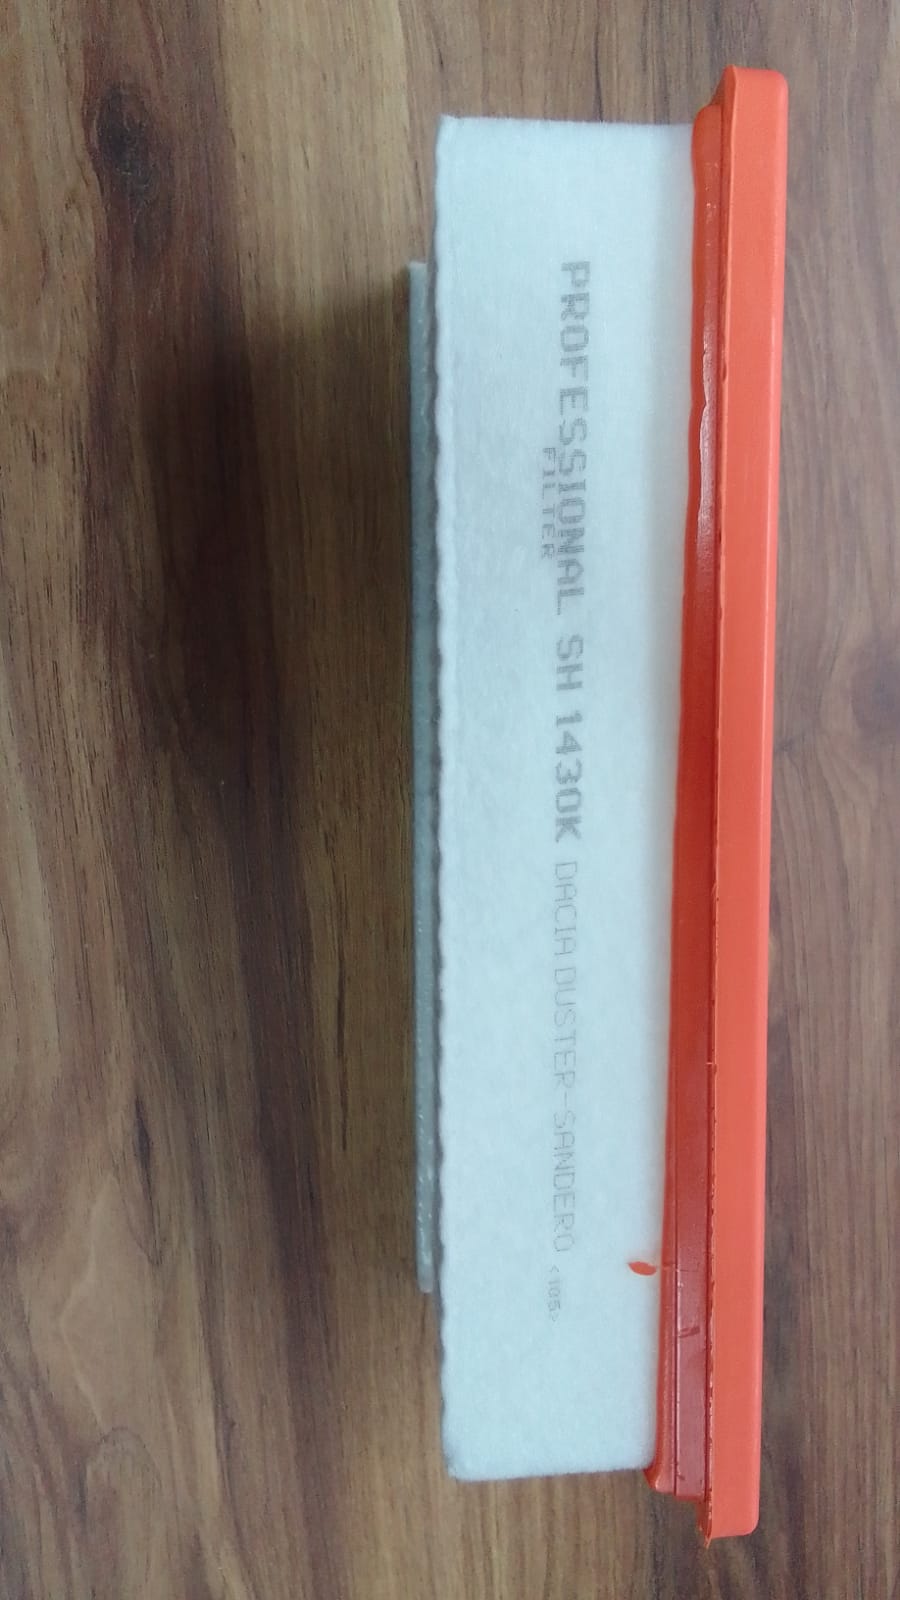 PROFESSIONAL SH 1430K DACIA DUSTER-SANDERO <105>
FILTER